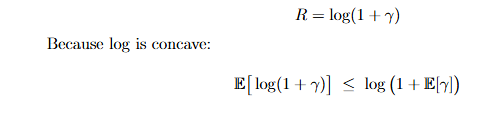 R = log(1 + γ)
Because log is concave:
𝔼[log(1 + γ)] ≤ log (1 + 𝔼[γ])